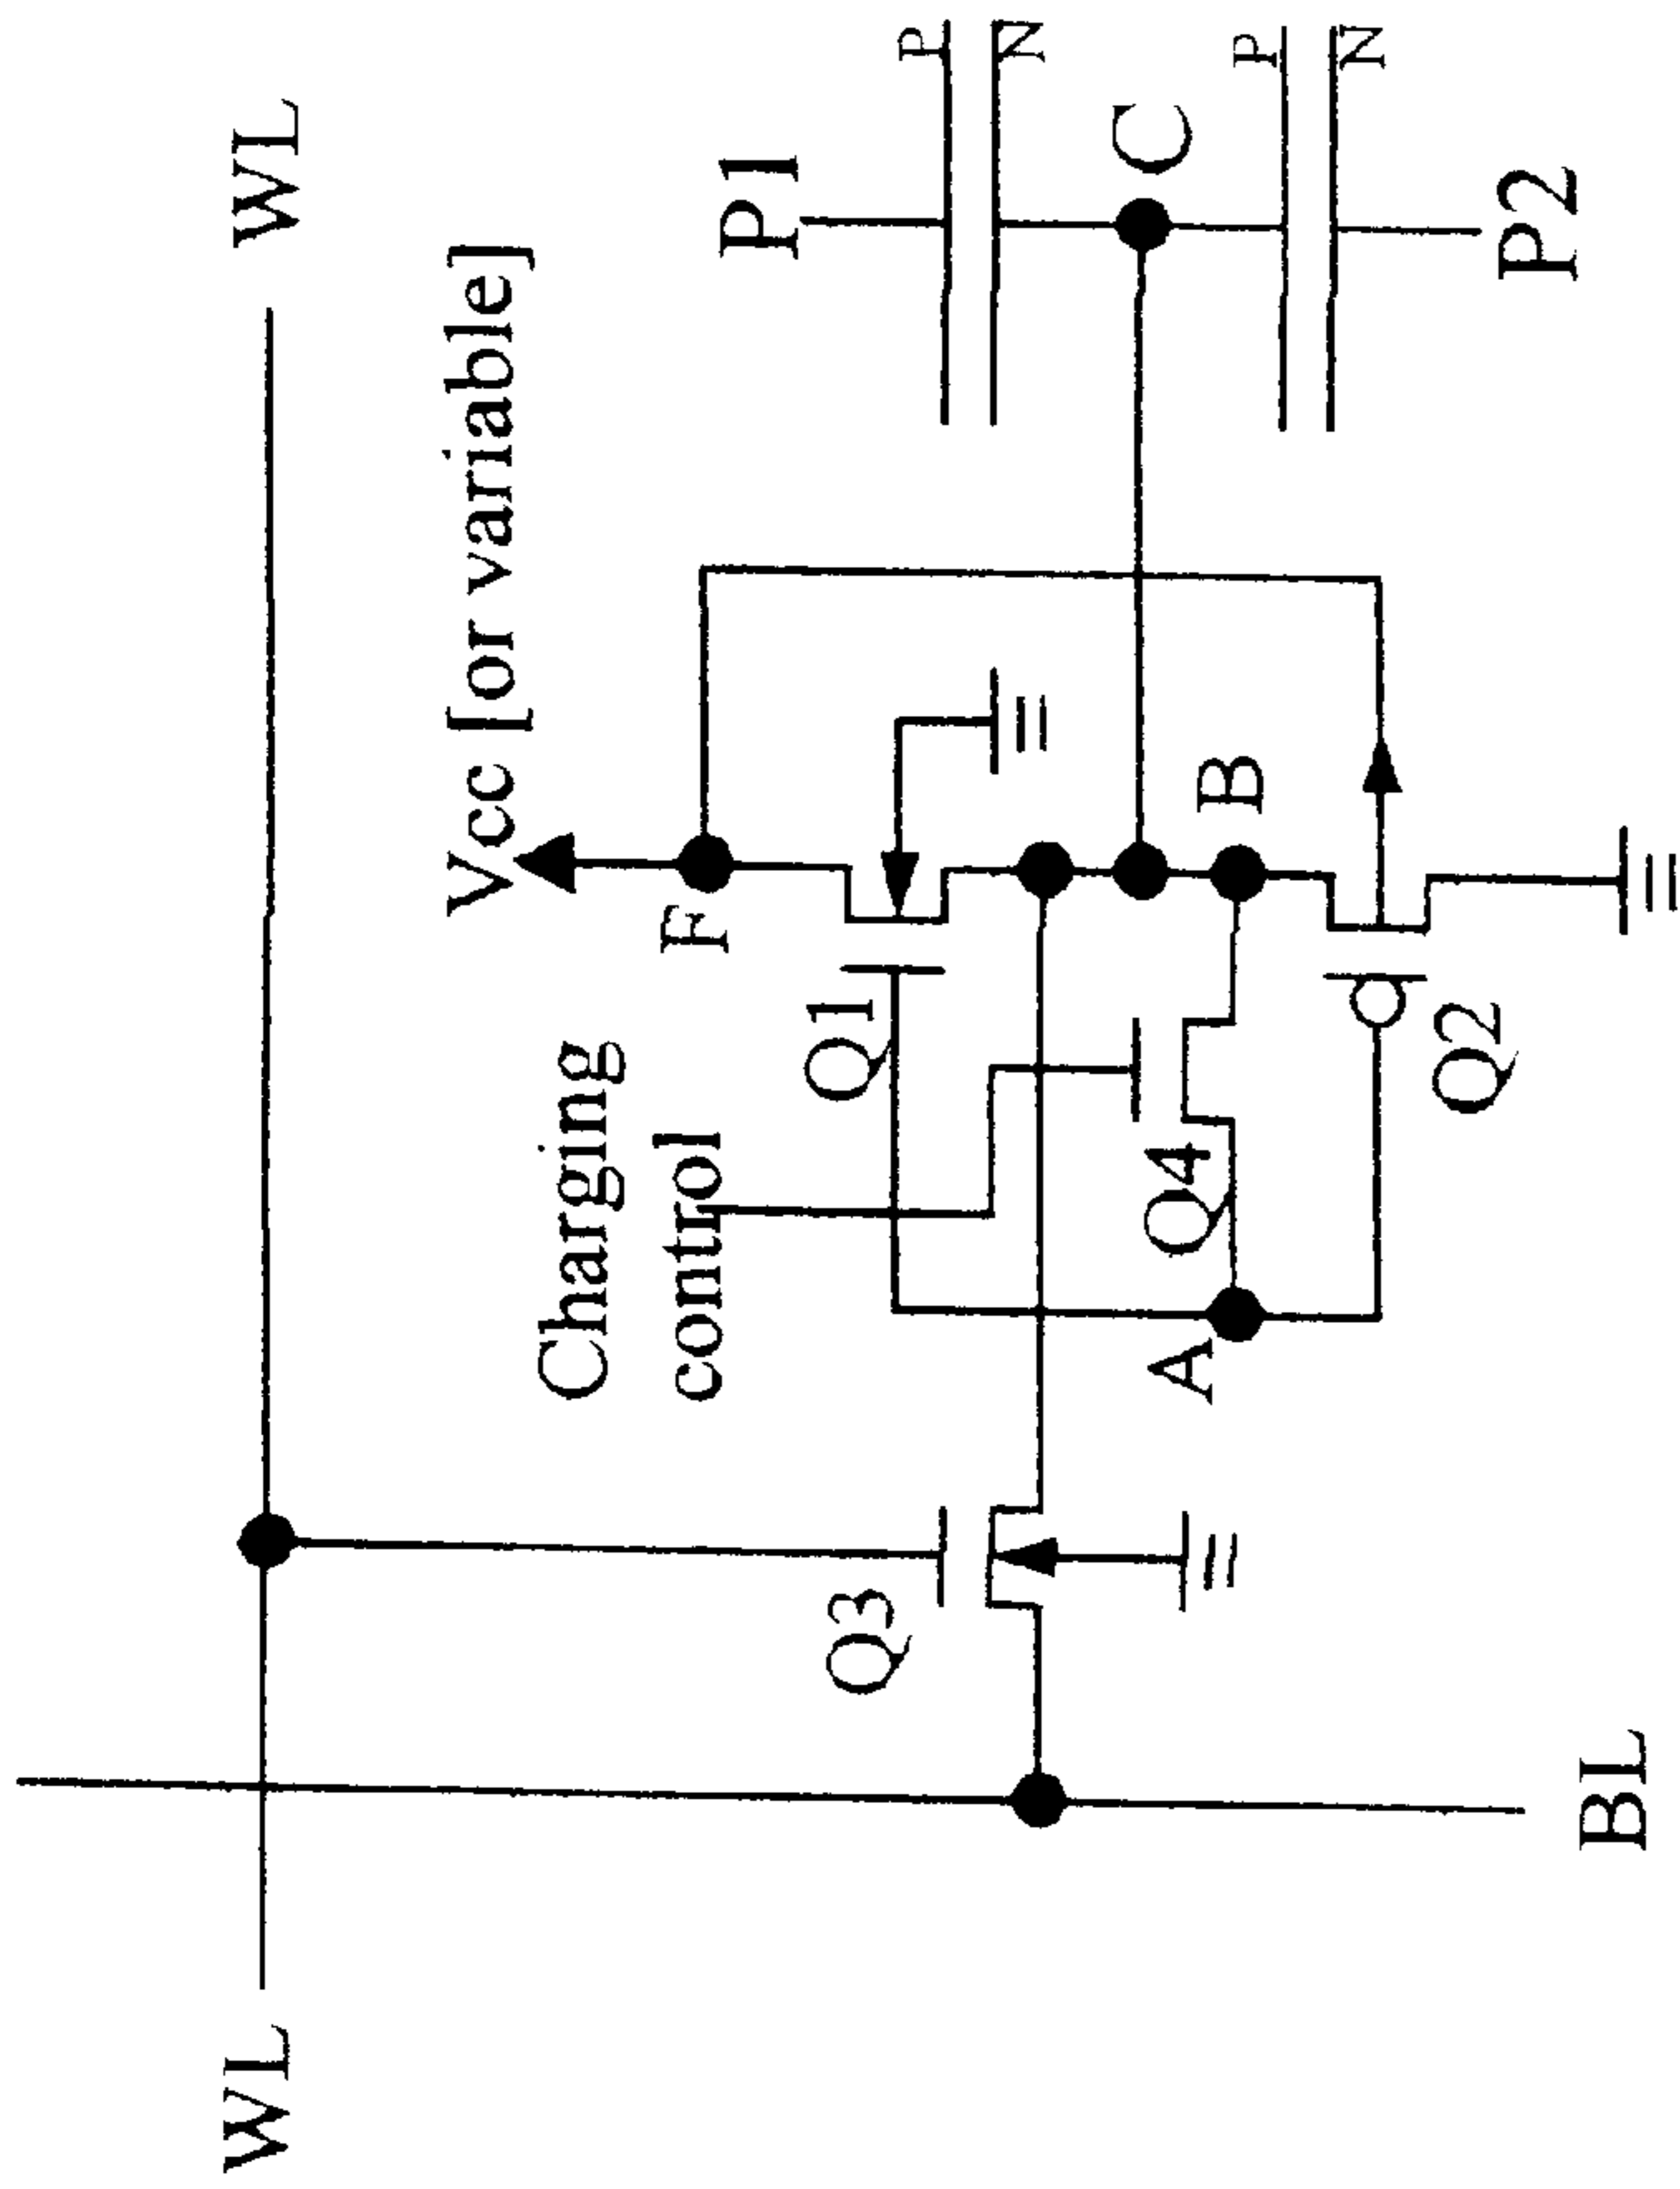 WL
WL
Vcc [or variable]
Charging
control
F
P1
P
N
Q1
Q3
C
B
Q4
A
P
N
Q2
P2
BL